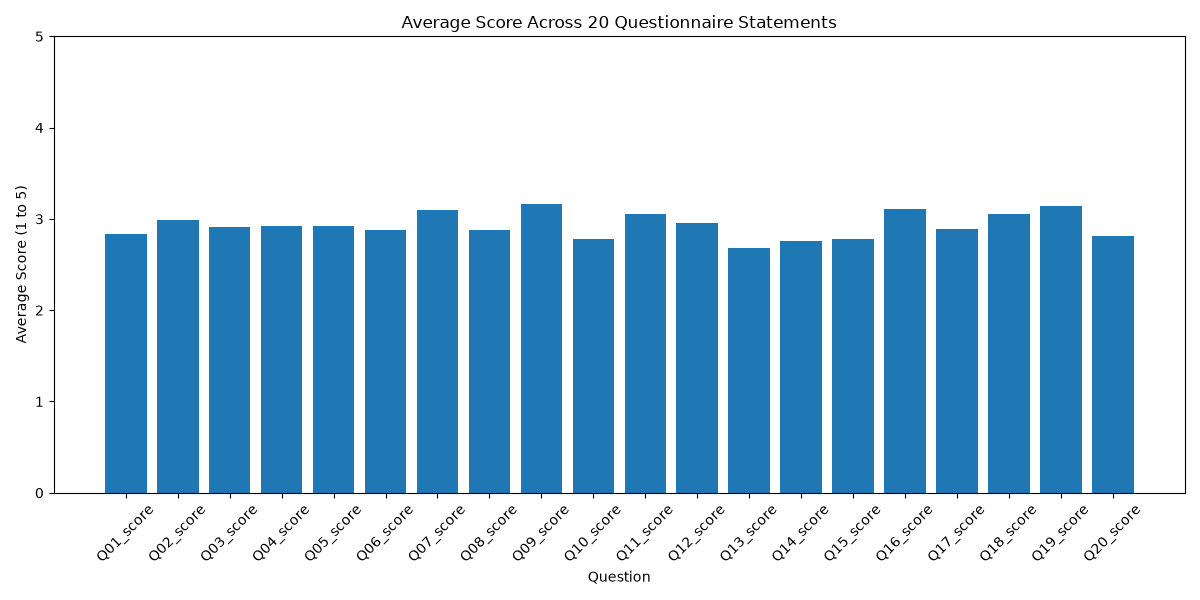 Average Score Across 20 Questionnaire Statements
Average Score (1 to 5)
5
4
3
2
1
0
Q01_score
Q02_score
Q03_score
Q04_score
Q05_score
Q06_score
Q07_score
Q08_score
Q09_score
Q10_score
Q11_score
Q12_score
Q13_score
Q14_score
Q15_score
Q16_score
Q17_score
Q18_score
Q19_score
Q20_score
Question